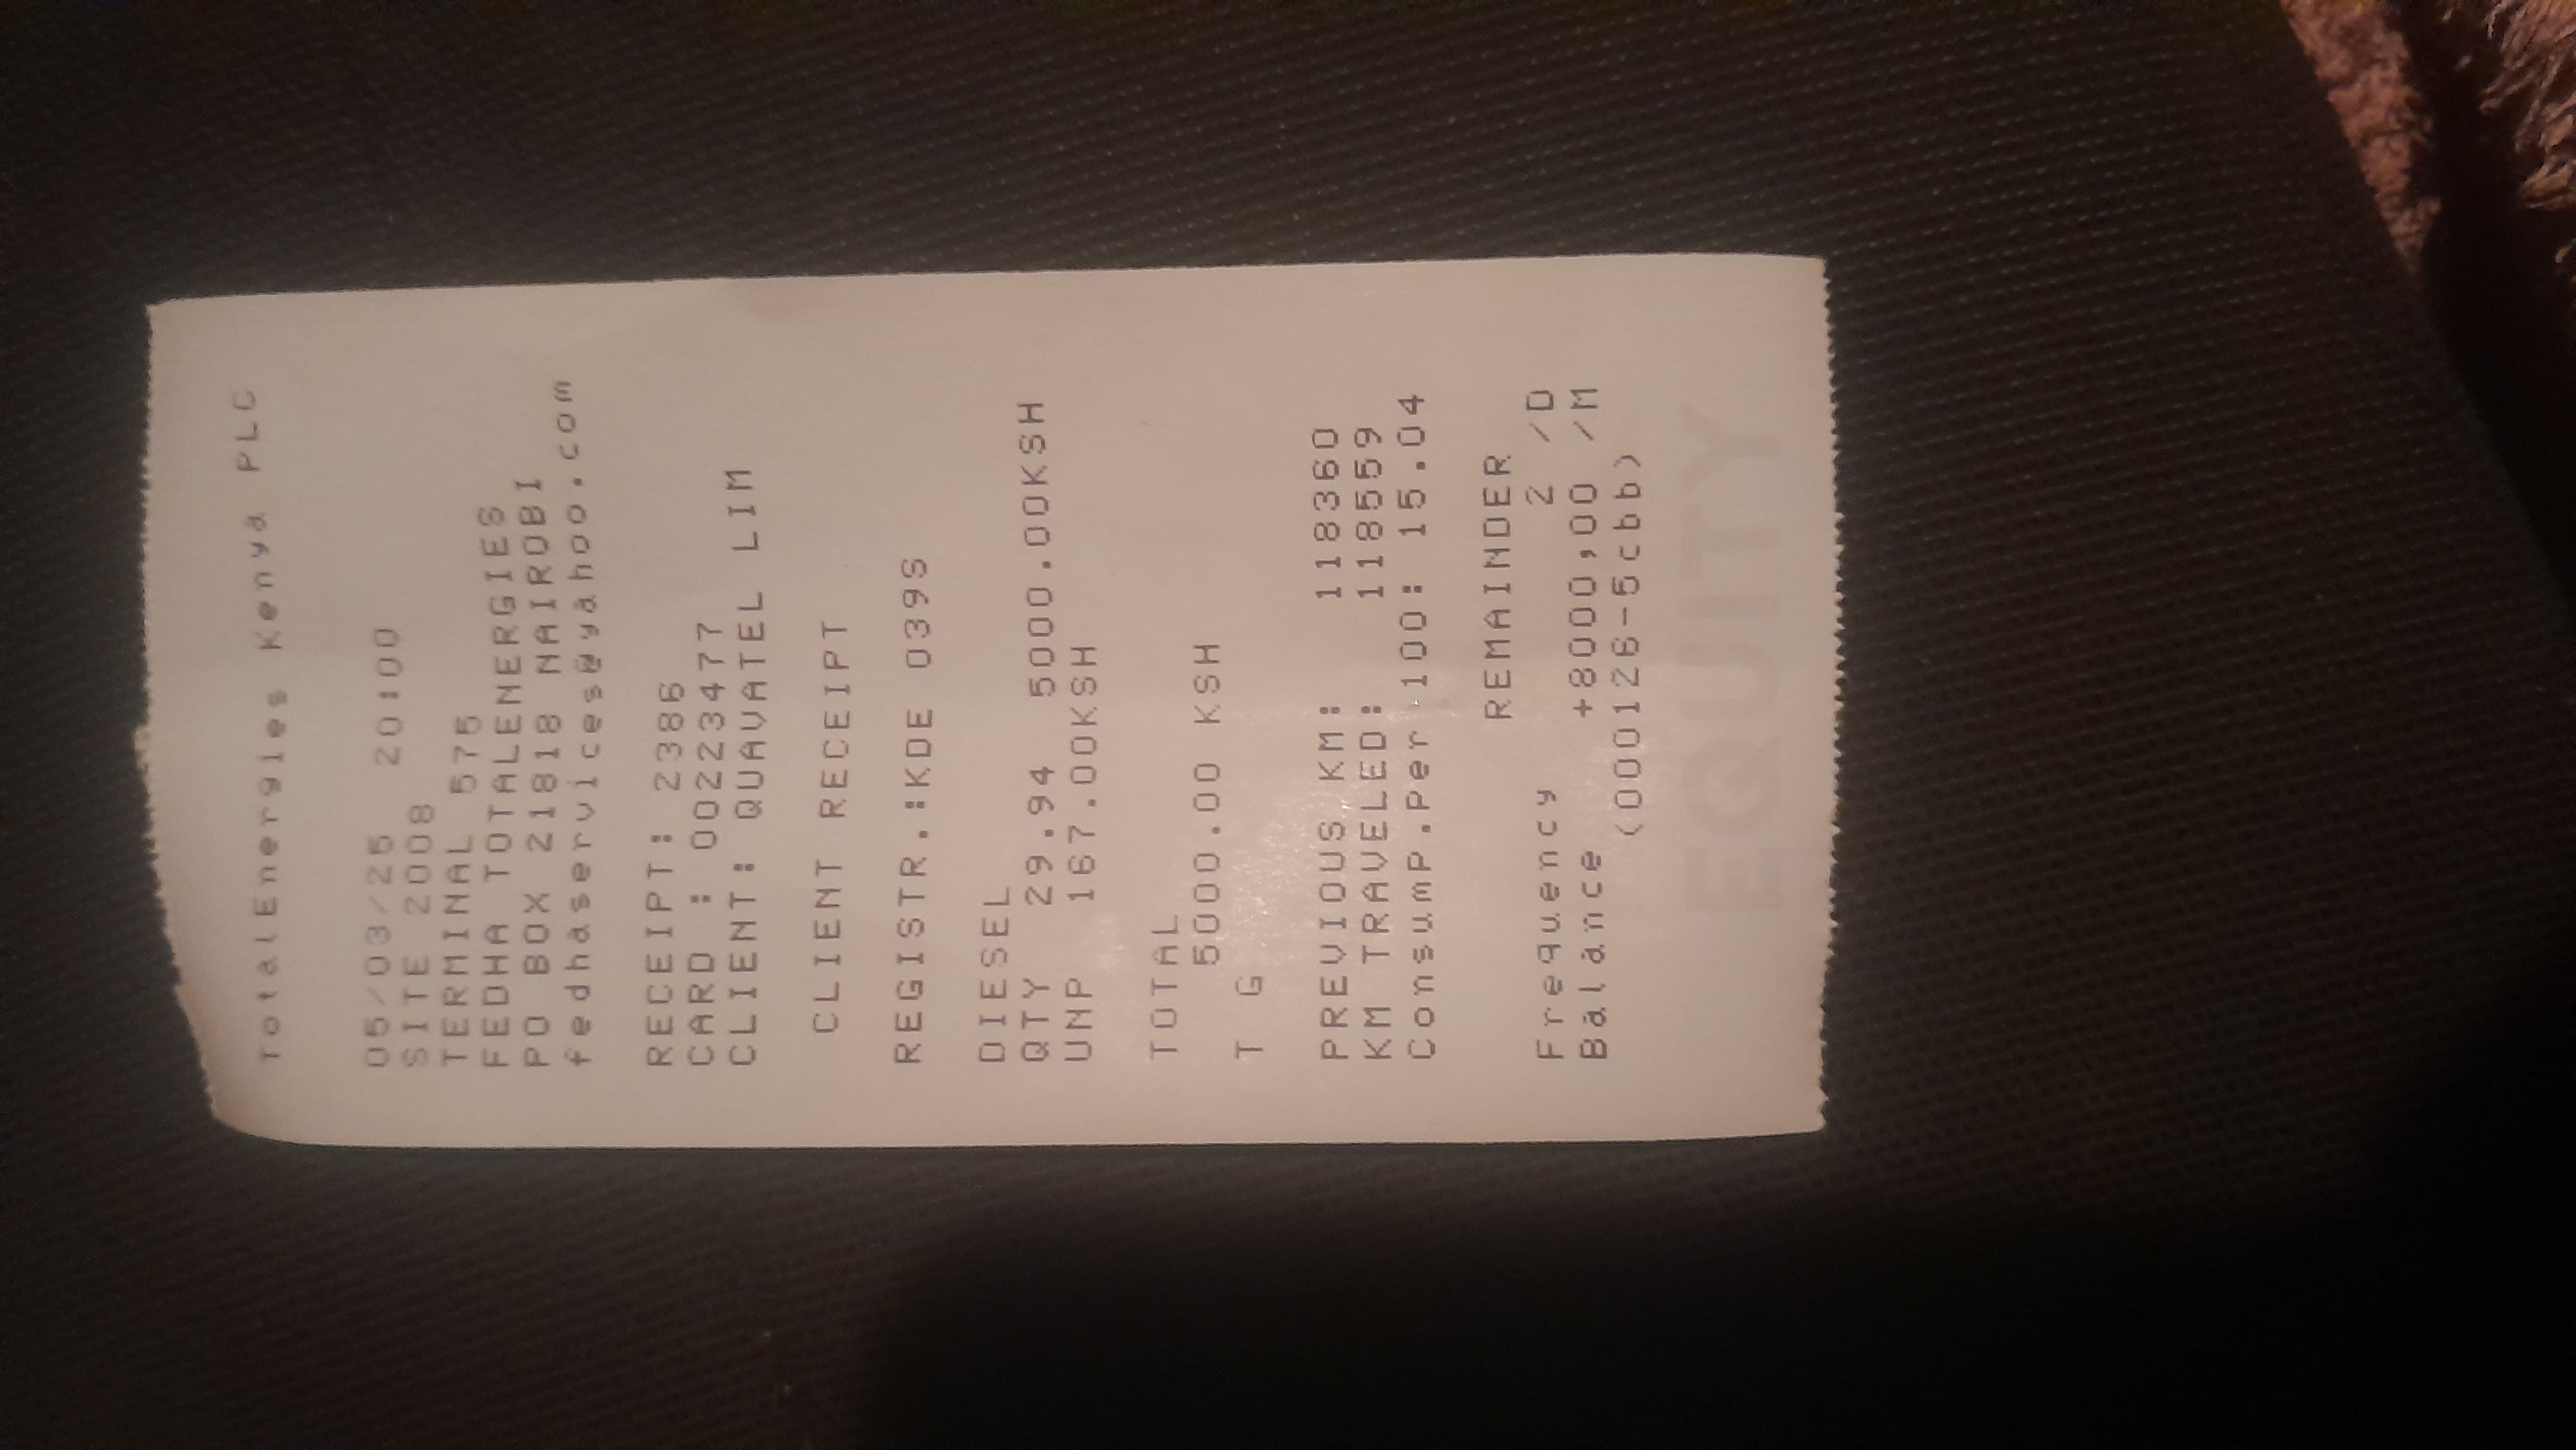 TotalEnergies Kenya PLC
05/03/25 20:00
SITE 2008
TERMINAL 575
FEDHA TOTALENERGIES
PO BOX 21818 NAIROBI
fedhaservices@yahoo.com
RECEIPT: 2386
CARD : 00223477
CLIENT: QUAVATEL LIM
CLIENT RECEIPT
REGISTR.:KDE 039S
DIESEL
QTY 29.94 5000.00KSH
UNP 167.00KSH
TOTAL
5000.00 KSH
T G
PREVIOUS KM: 118360
KM TRAVELED: 118559
Consump.Per 100: 15.04
REMAINDER
Frequency 2 /D
Balance +8000,00 /M
(000126-5cbb)
EQUITY